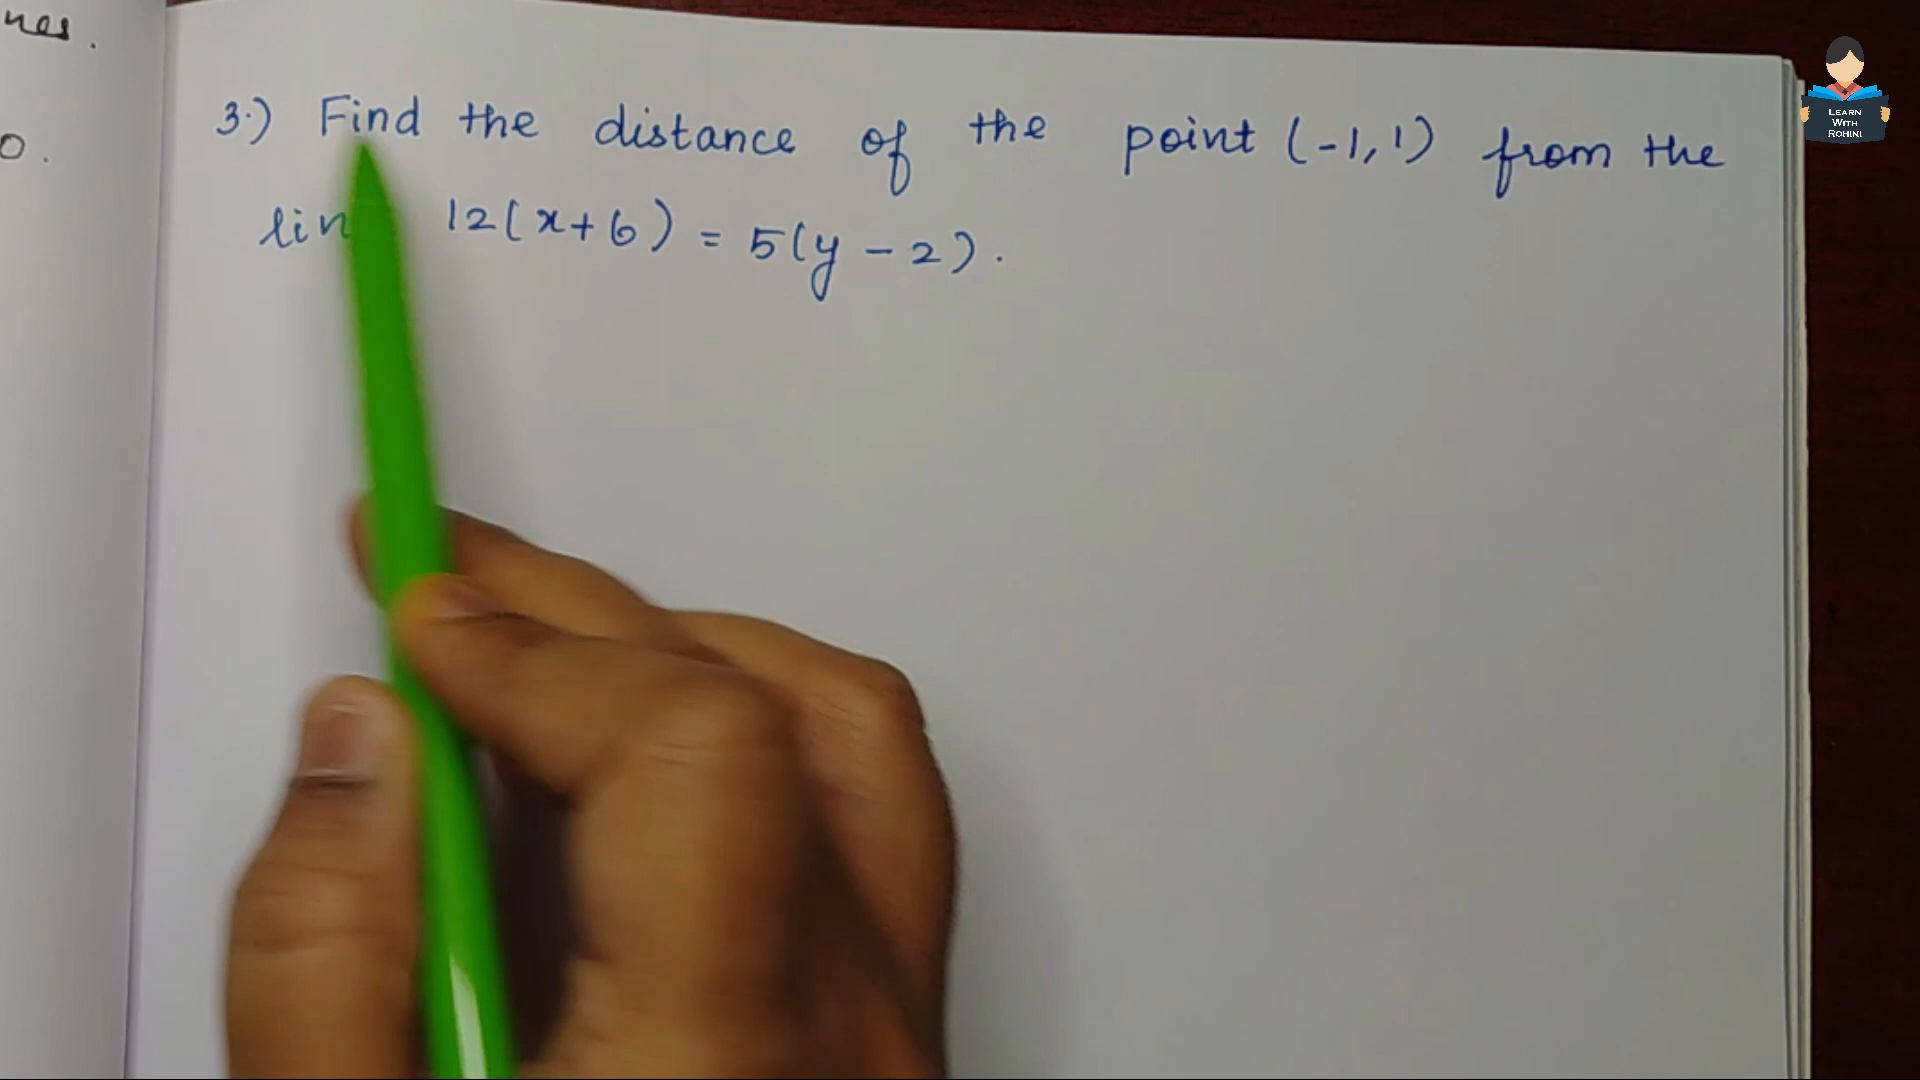 nes.
0.
3.) Find the distance of the point (-1,1) from the
lin 12(x+6) = 5(y-2).
LEARN
WITH
ROHINI